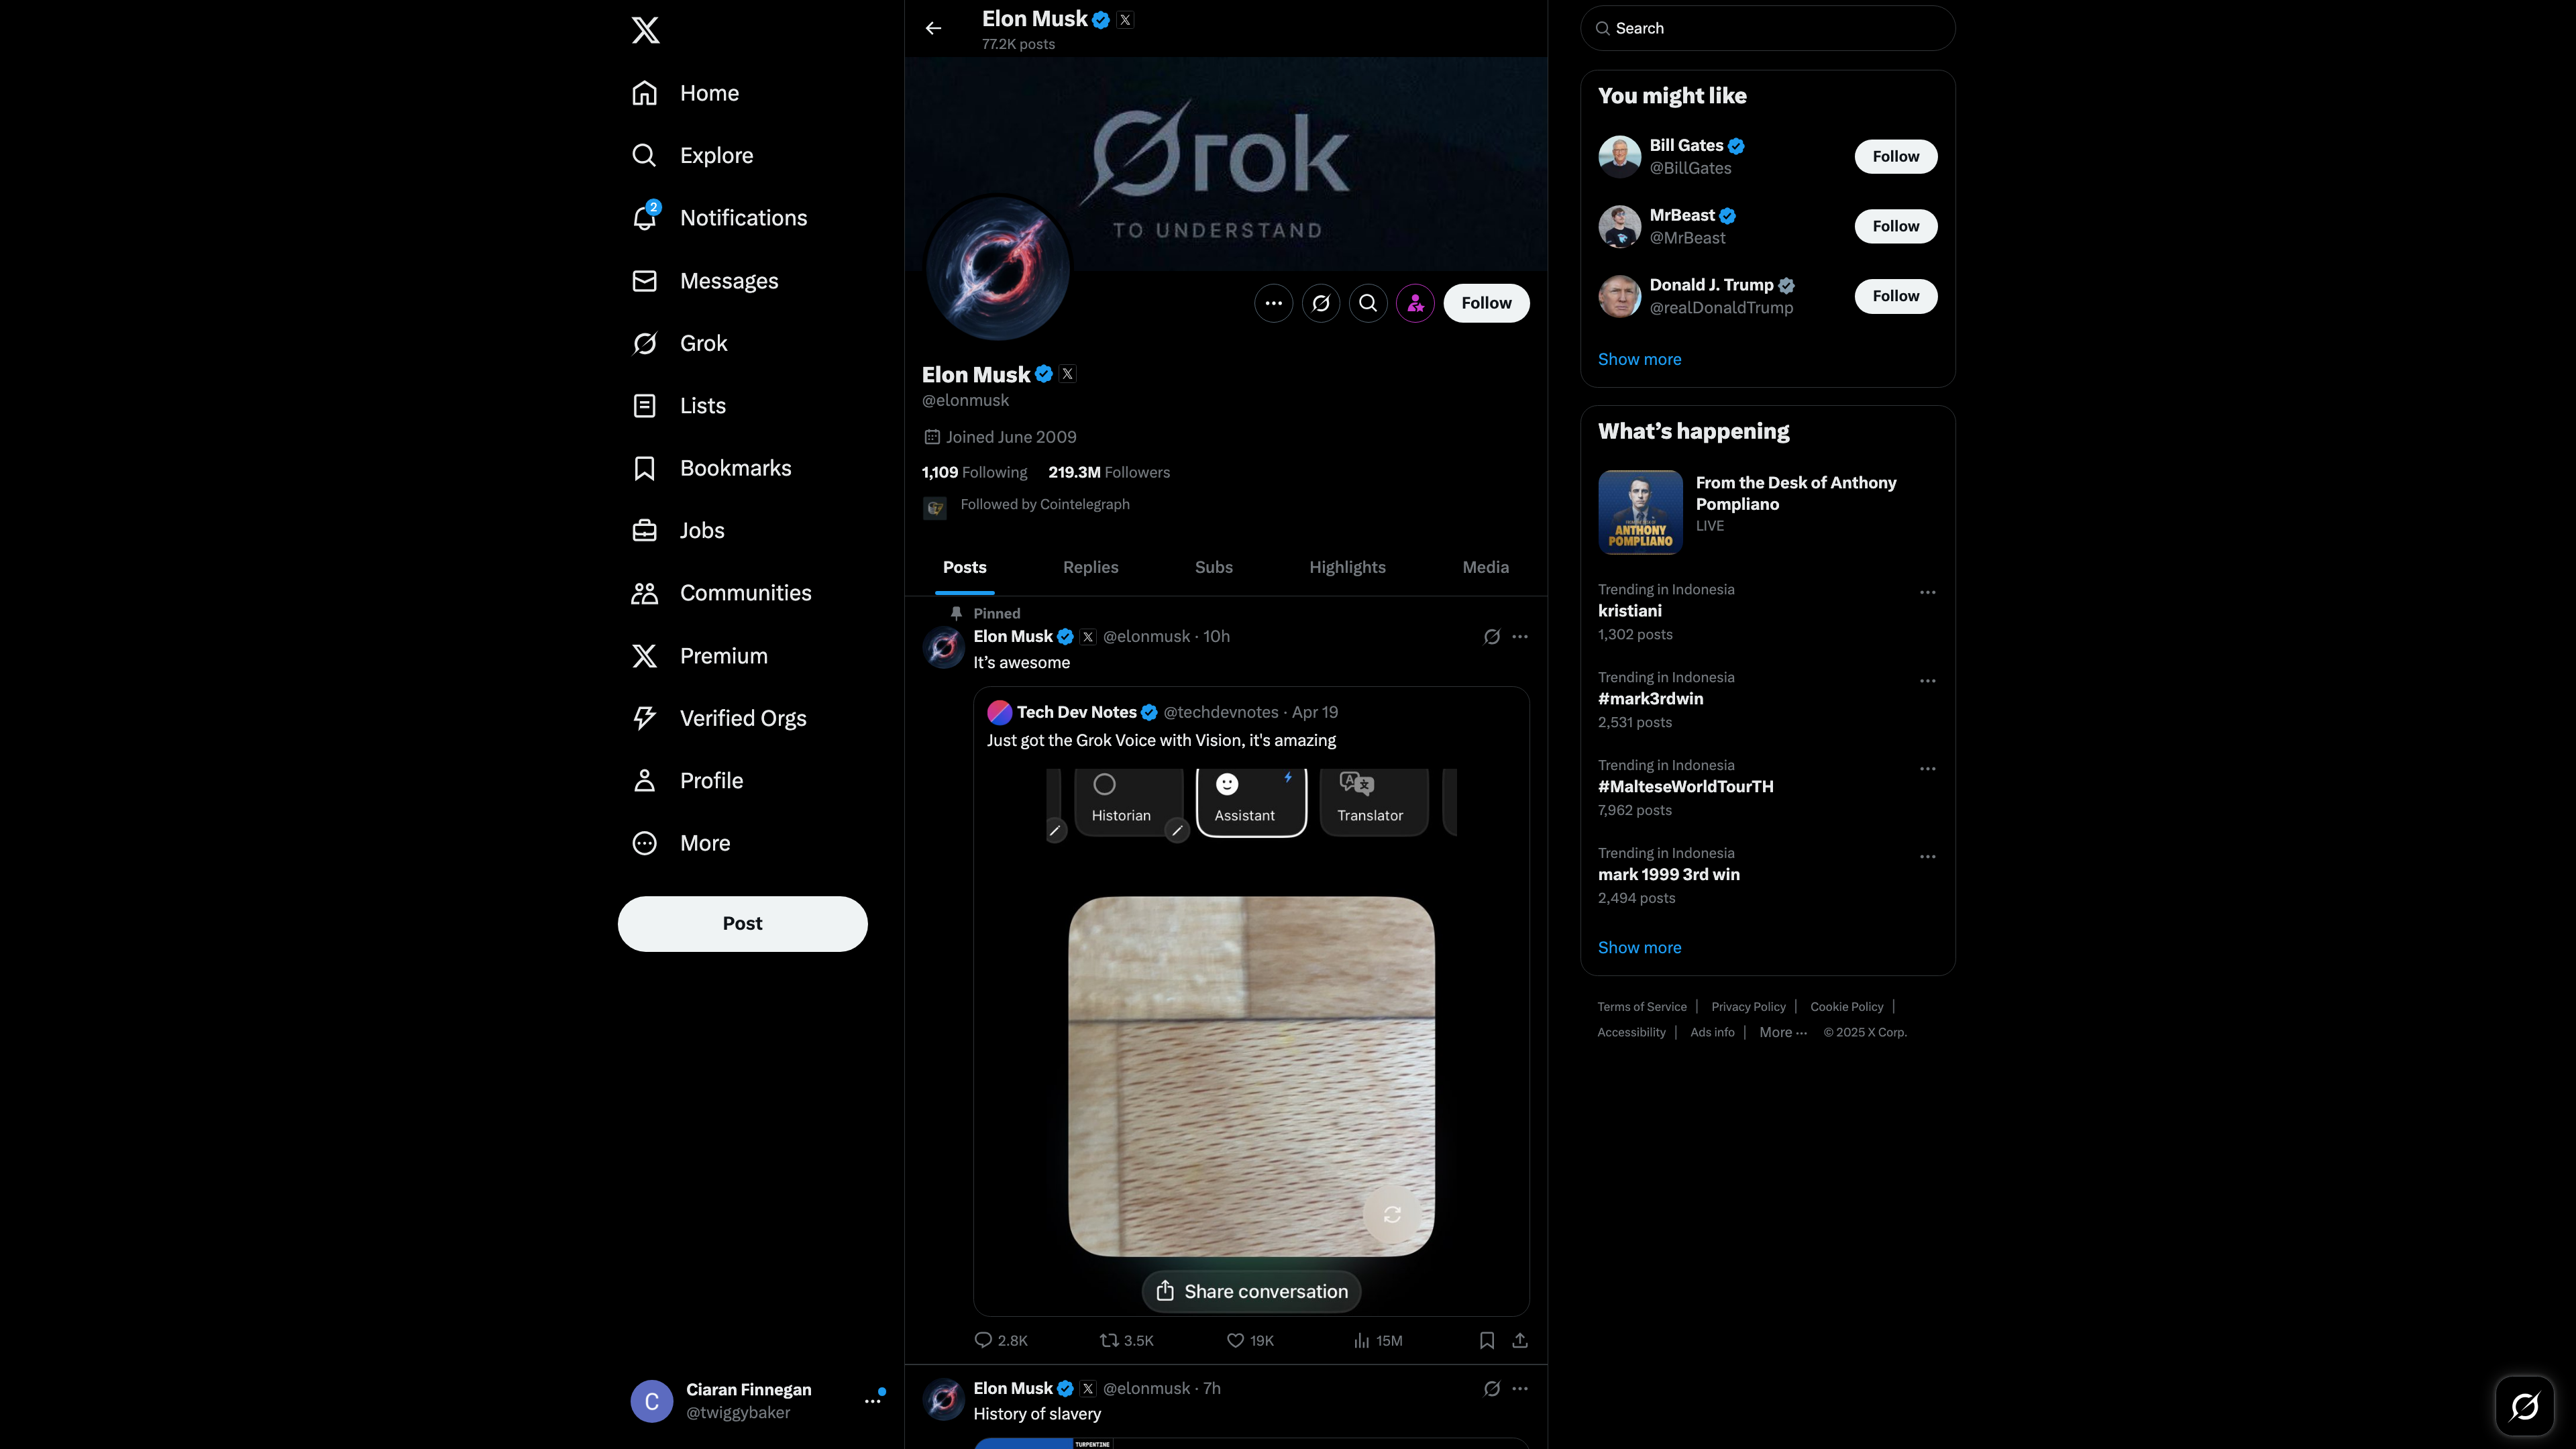 Home
Explore
2
Notifications
Messages
Grok
Lists
Bookmarks
Jobs
Communities
Premium
Verified Orgs
Profile
More
Post
C
Ciaran Finnegan
@twiggybaker
Elon Musk
77.2K posts
Grok
TO UNDERSTAND
Follow
Elon Musk
@elonmusk
Joined June 2009
1,109 Following 219.3M Followers
Followed by Cointelegraph
Posts Replies Subs Highlights Media
Pinned
Elon Musk @elonmusk · 10h
It’s awesome
Tech Dev Notes @techdevnotes · Apr 19
Just got the Grok Voice with Vision, it's amazing
Historian Assistant Translator
Share conversation
2.8K 3.5K 19K 15M
Elon Musk @elonmusk · 7h
History of slavery
TURPENTINE
Search
You might like
Bill Gates
@BillGates
Follow
MrBeast
@MrBeast
Follow
Donald J. Trump
@realDonaldTrump
Follow
Show more
What’s happening
ANTHONY
POMPLIANO
From the Desk of Anthony
Pompliano
LIVE
Trending in Indonesia
kristiani
1,302 posts
Trending in Indonesia
#mark3rdwin
2,531 posts
Trending in Indonesia
#MalteseWorldTourTH
7,962 posts
Trending in Indonesia
mark 1999 3rd win
2,494 posts
Show more
Terms of Service | Privacy Policy | Cookie Policy |
Accessibility | Ads info | More ··· © 2025 X Corp.